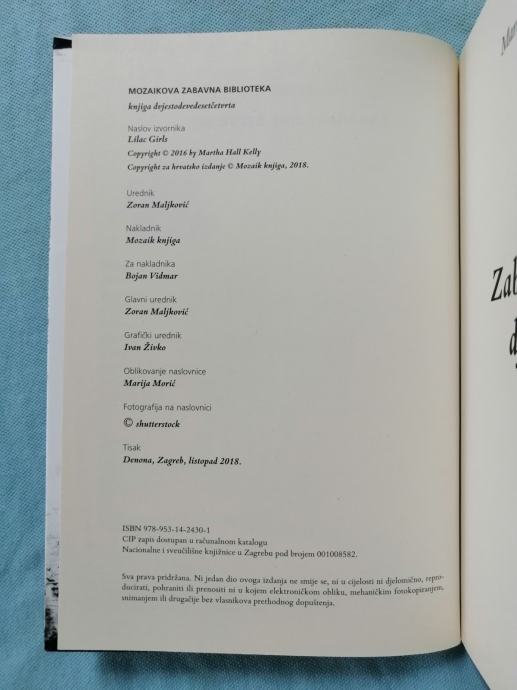 MOZAIKOVA ZABAVNA BIBLIOTEKA
knjiga dvjestodevedesetčetvrta
Naslov izvornika
Lilac Girls
Copyright © 2016 by Martha Hall Kelly
Copyright za hrvatsko izdanje © Mozaik knjiga, 2018.
Urednik
Zoran Maljković
Nakladnik
Mozaik knjiga
Za nakladnika
Bojan Vidmar
Glavni urednik
Zoran Maljković
Grafički urednik
Ivan Živko
Oblikovanje naslovnice
Marija Morić
Fotografija na naslovnici
© shutterstock
Tisak
Denona, Zagreb, listopad 2018.
ISBN 978-953-14-2430-1
CIP zapis dostupan u računalnom katalogu
Nacionalne i sveučilišne knjižnice u Zagrebu pod brojem 001008582.
Sva prava pridržana. Ni jedan dio ovoga izdanja ne smije se, ni u cijelosti ni djelomično, repro-
ducirati, pohraniti ili prenositi ni u kojem elektroničkom obliku, mehaničkim fotokopiranjem,
snimanjem ili drugačije bez vlasnikova prethodnog dopuštenja.